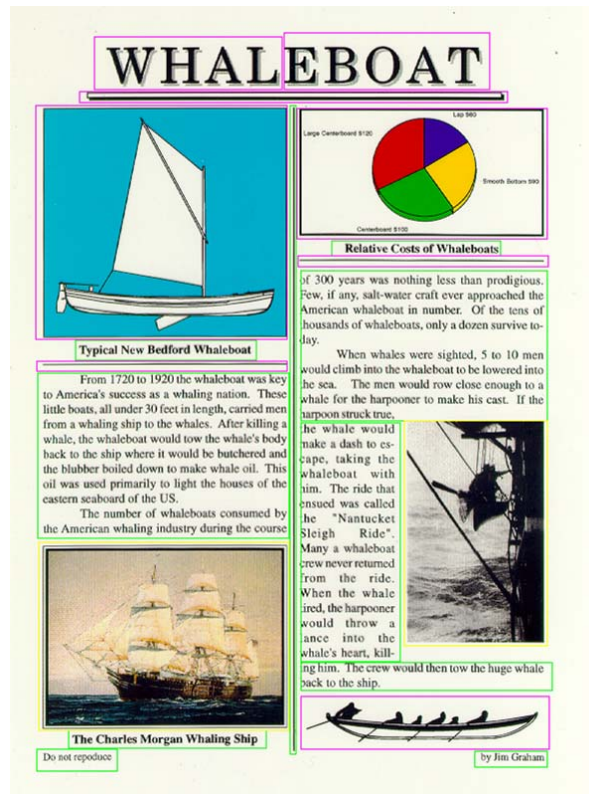 WHALEBOAT
Typical New Bedford Whaleboat
From 1720 to 1920 the whaleboat was key
to America's success as a whaling nation. These
little boats, all under 30 feet in length, carried men
from a whaling ship to the whales. After killing a
whale, the whaleboat would tow the whale's body
back to the ship where it would be butchered and
the blubber boiled down to make whale oil. This
oil was used primarily to light the houses of the
eastern seaboard of the US.
The number of whaleboats consumed by
the American whaling industry during the course
The Charles Morgan Whaling Ship
Do not repoduce
Lap $60
Large Centerboard $120
Smooth Bottom $90
Centerboard $100
Relative Costs of Whaleboats
of 300 years was nothing less than prodigious.
Few, if any, salt-water craft ever approached the
American whaleboat in number. Of the tens of
thousands of whaleboats, only a dozen survive to-
day.
When whales were sighted, 5 to 10 men
would climb into the whaleboat to be lowered into
the sea. The men would row close enough to a
whale for the harpooner to make his cast. If the
harpoon struck true,
the whale would
make a dash to es-
cape, taking the
whaleboat with
him. The ride that
ensued was called
the "Nantucket
Sleigh Ride".
Many a whaleboat
crew never returned
from the ride.
When the whale
tired, the harpooner
would throw a
lance into the
whale's heart, kill-
ing him. The crew would then tow the huge whale
back to the ship.
by Jim Graham